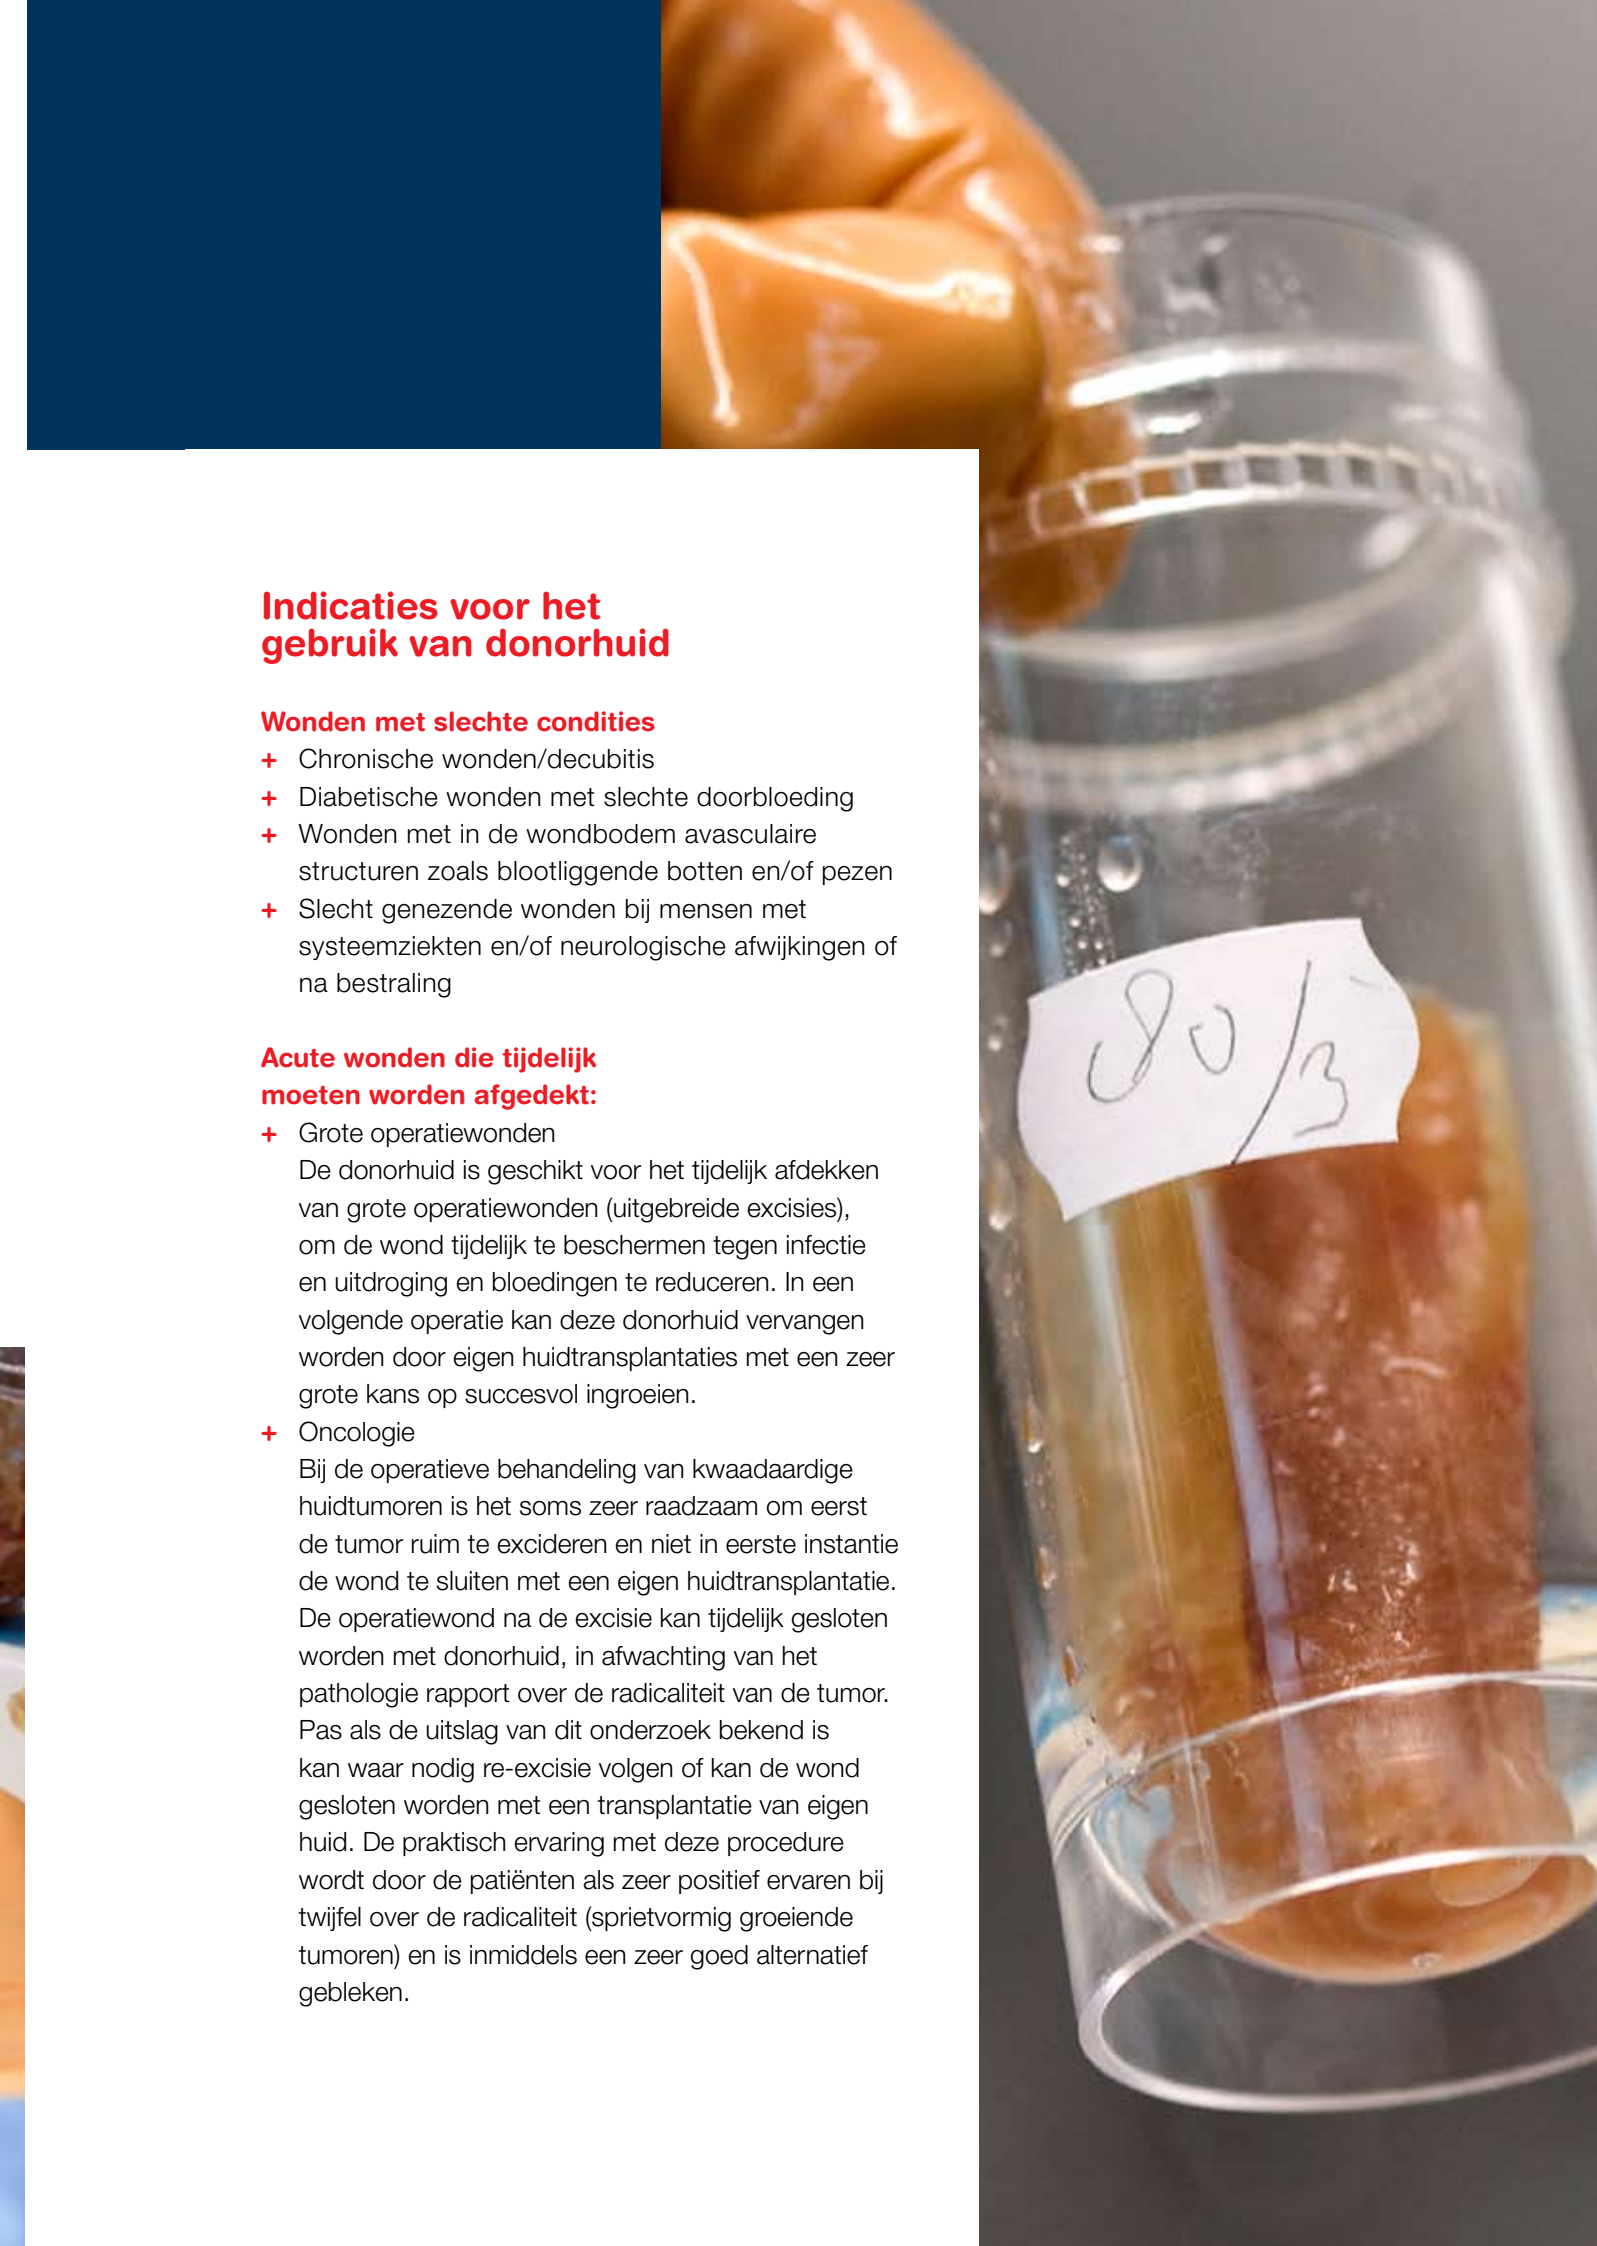 Indicaties voor het
gebruik van donorhuid
Wonden met slechte condities
+ Chronische wonden/decubitis
+ Diabetische wonden met slechte doorbloeding
+ Wonden met in de wondbodem avasculaire
structuren zoals blootliggende botten en/of pezen
+ Slecht genezende wonden bij mensen met
systeemziekten en/of neurologische afwijkingen of
na bestraling
Acute wonden die tijdelijk
moeten worden afgedekt:
+ Grote operatiewonden
De donorhuid is geschikt voor het tijdelijk afdekken
van grote operatiewonden (uitgebreide excisies),
om de wond tijdelijk te beschermen tegen infectie
en uitdroging en bloedingen te reduceren. In een
volgende operatie kan deze donorhuid vervangen
worden door eigen huidtransplantaties met een zeer
grote kans op succesvol ingroeien.
+ Oncologie
Bij de operatieve behandeling van kwaadaardige
huidtumoren is het soms zeer raadzaam om eerst
de tumor ruim te excideren en niet in eerste instantie
de wond te sluiten met een eigen huidtransplantatie.
De operatiewond na de excisie kan tijdelijk gesloten
worden met donorhuid, in afwachting van het
pathologie rapport over de radicaliteit van de tumor.
Pas als de uitslag van dit onderzoek bekend is
kan waar nodig re-excisie volgen of kan de wond
gesloten worden met een transplantatie van eigen
huid. De praktisch ervaring met deze procedure
wordt door de patiënten als zeer positief ervaren bij
twijfel over de radicaliteit (sprietvormig groeiende
tumoren) en is inmiddels een zeer goed alternatief
gebleken.
80/3